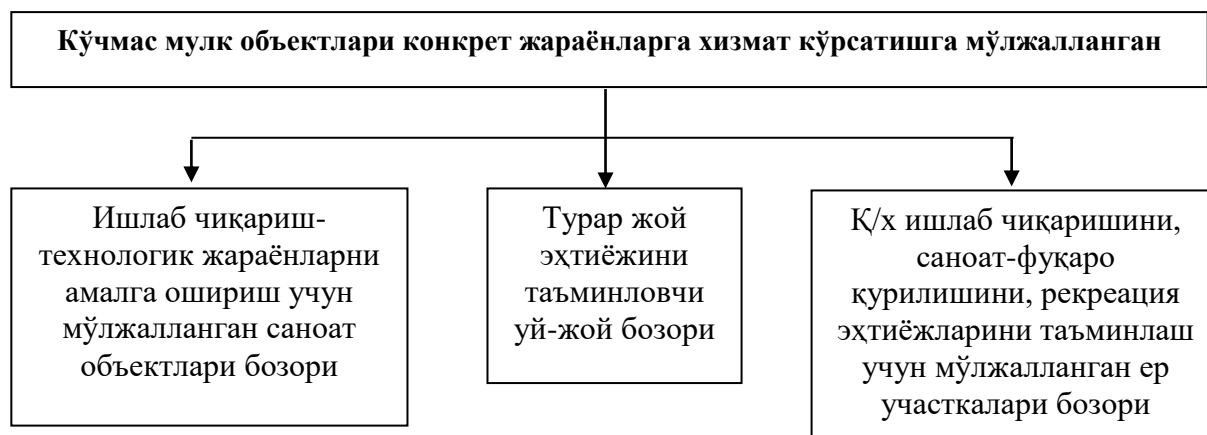 Кўчмас мулк объектлари конкрет жараёнларга хизмат кўрсатишга мўлжалланган
Ишлаб чиқариш-
технологик жараёнларни
амалга ошириш учун
мўлжалланган саноат
объектлари бозори
Турар жой
эҳтиёжини
таъминловчи
уй-жой бозори
Қ/х ишлаб чиқаришини,
саноат-фуқаро
қурилишини, рекреация
эҳтиёжларини таъминлаш
учун мўлжалланган ер
участкалари бозори